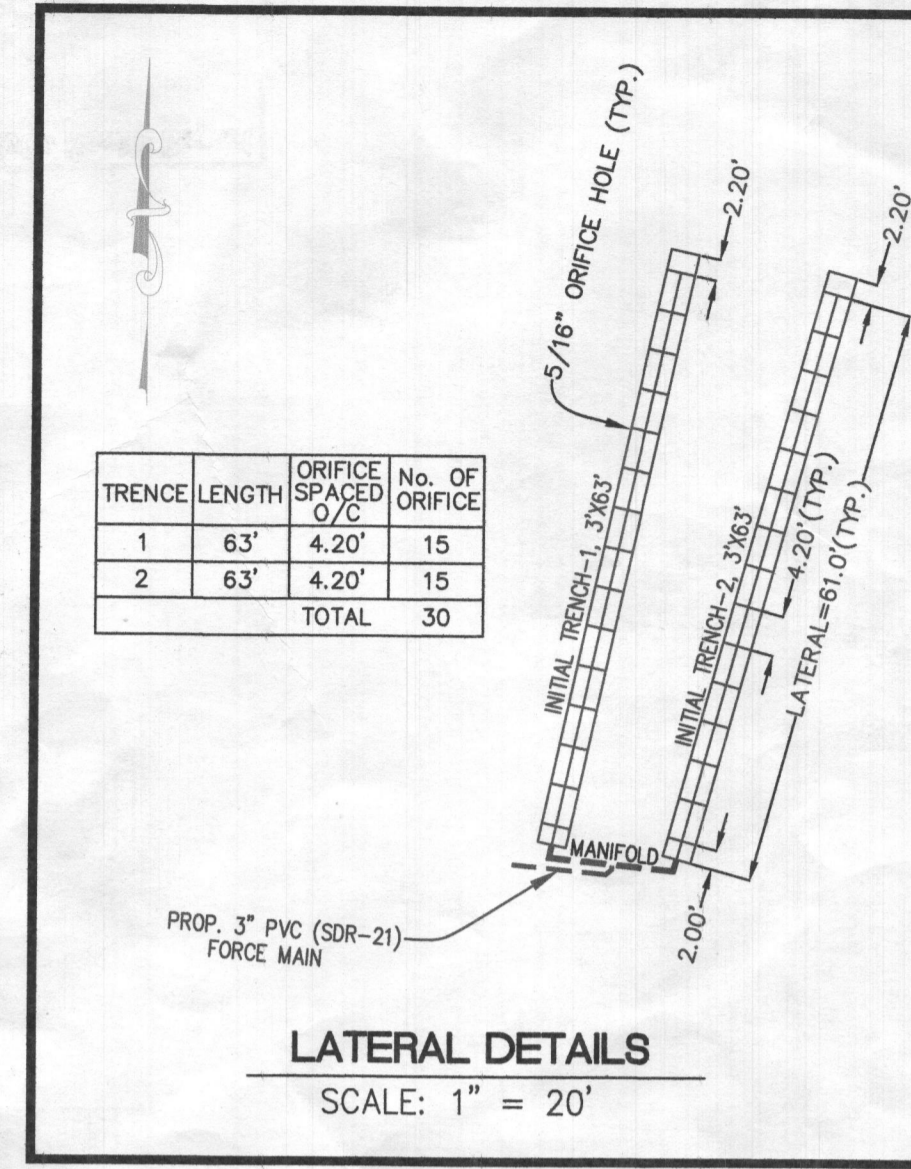 5/16" ORIFICE HOLE (TYP.)
2.20'
2.20'
TRENCE LENGTH ORIFICE SPACED O/C No. OF ORIFICE
1 63' 4.20' 15
2 63' 4.20' 15
TOTAL 30
INITIAL TRENCH-1, 3'X63'
INITIAL TRENCH-2, 3'X63'
4.20' (TYP.)
LATERAL=61.0'(TYP.)
MANIFOLD
2.00'
PROP. 3" PVC (SDR-21)
FORCE MAIN
LATERAL DETAILS
SCALE: 1" = 20'